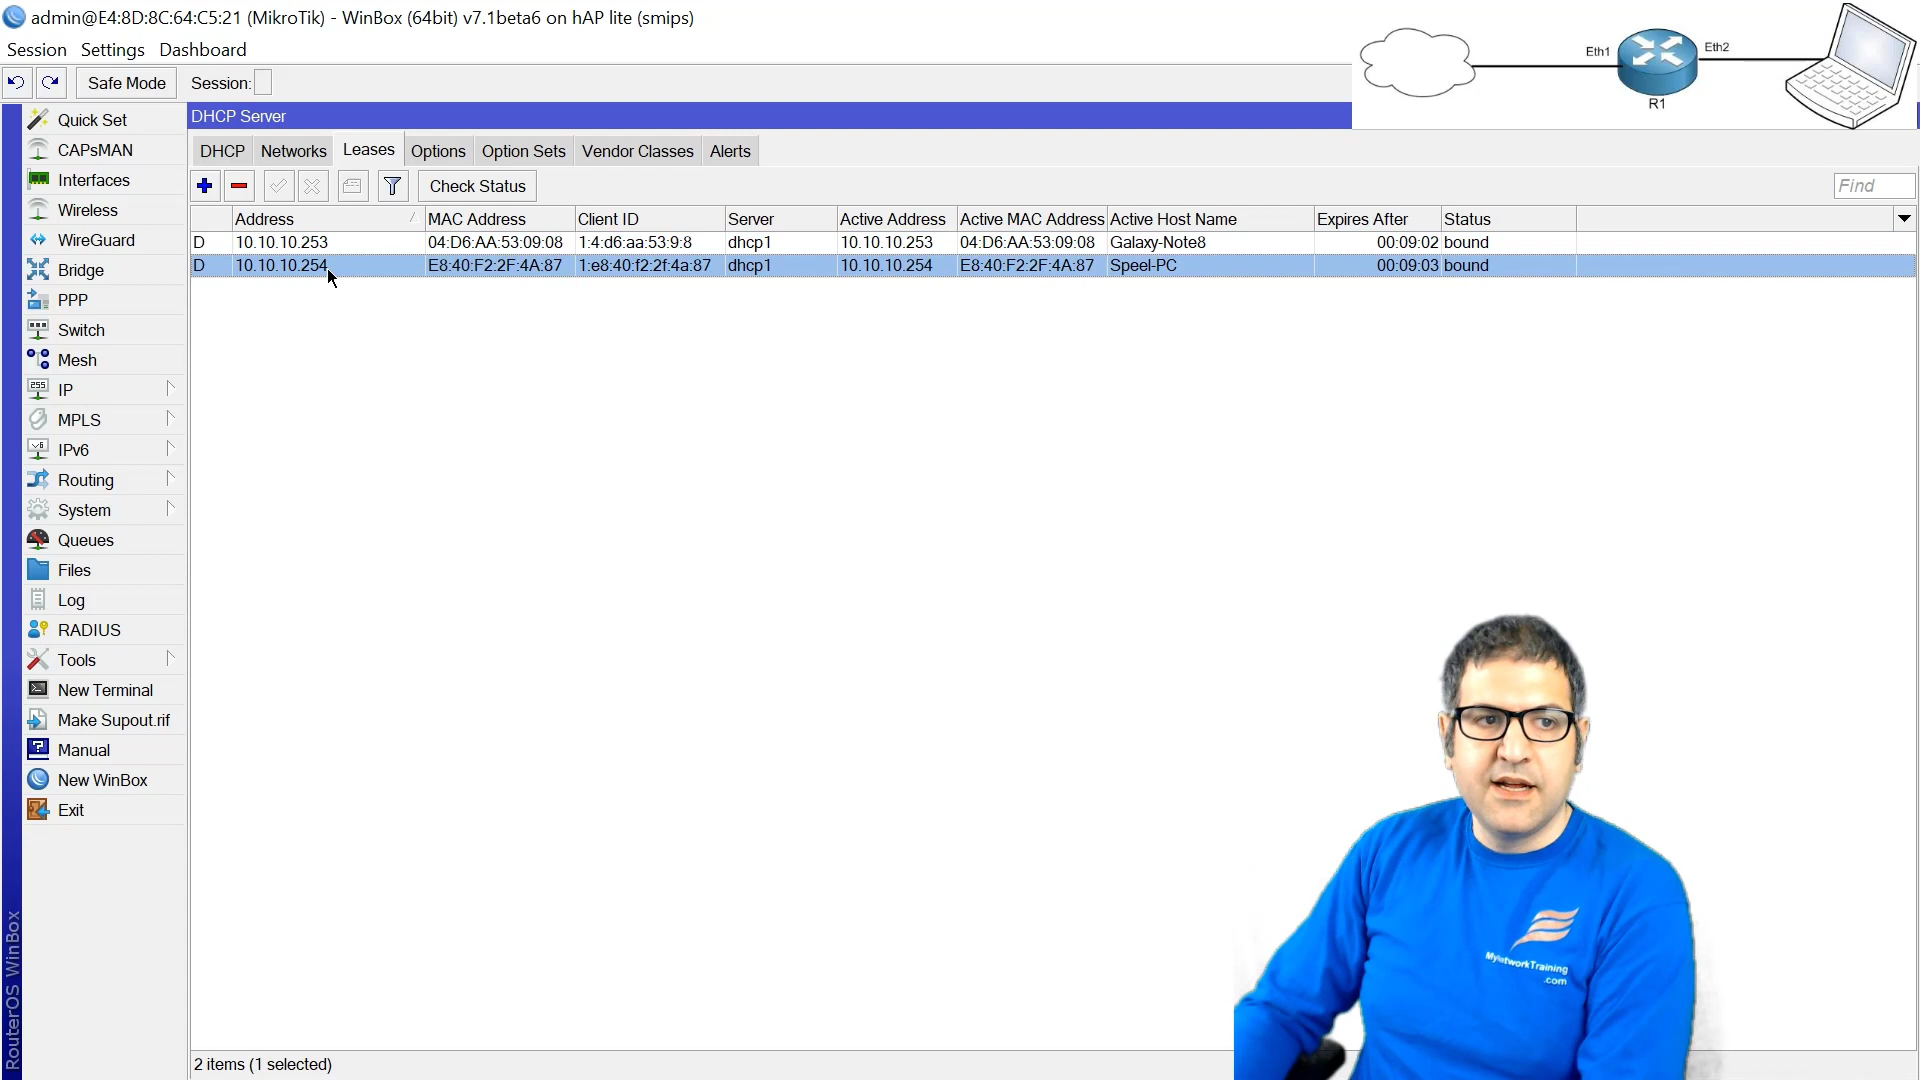 admin@E4:8D:8C:64:C5:21 (MikroTik) - WinBox (64bit) v7.1beta6 on hAP lite (smips)
Session Settings Dashboard
Safe Mode Session:
Eth1 Eth2
R1
Quick Set
CAPsMAN
Interfaces
Wireless
WireGuard
Bridge
PPP
Switch
Mesh
IP
MPLS
IPv6
Routing
System
Queues
Files
Log
RADIUS
Tools
New Terminal
Make Supout.rif
Manual
New WinBox
Exit
RouterOS WinBox
DHCP Server
DHCP Networks Leases Options Option Sets Vendor Classes Alerts
Check Status Find
Address MAC Address Client ID Server Active Address Active MAC Address Active Host Name Expires After Status
D 10.10.10.253 04:D6:AA:53:09:08 1:4:d6:aa:53:9:8 dhcp1 10.10.10.253 04:D6:AA:53:09:08 Galaxy-Note8 00:09:02 bound
D 10.10.10.254 E8:40:F2:2F:4A:87 1:e8:40:f2:2f:4a:87 dhcp1 10.10.10.254 E8:40:F2:2F:4A:87 Speel-PC 00:09:03 bound
2 items (1 selected)
MyNetworkTraining
.com